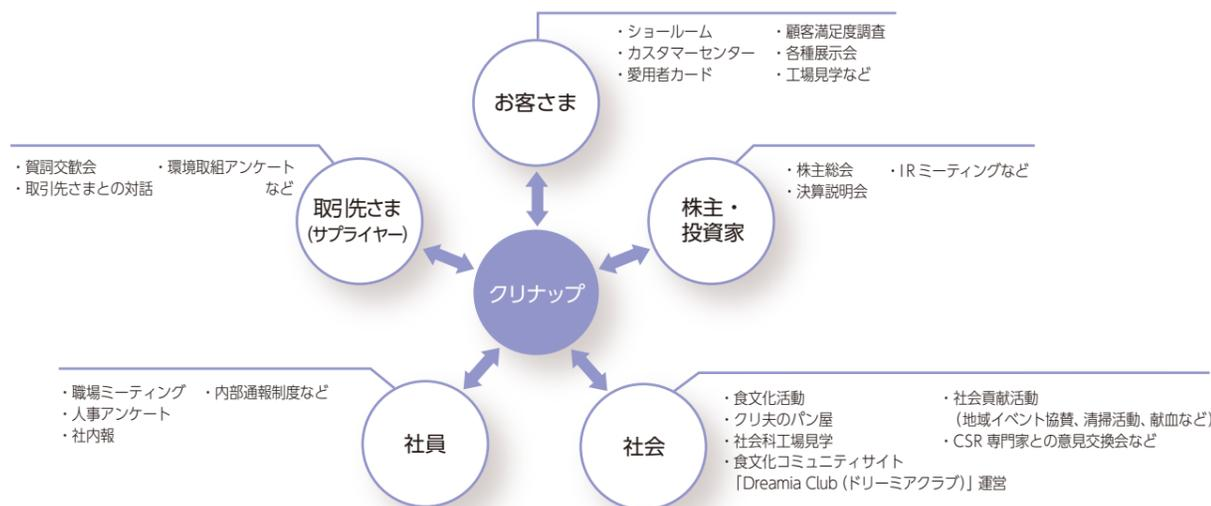 ・ショールーム
・カスタマーセンター
・愛用者カード
・顧客満足度調査
・各種展示会
・工場見学など
お客さま
・賀詞交歓会
・取引先さまとの対話
・環境取組アンケート
など
取引先さま
(サプライヤー)
・株主総会
・決算説明会
・IRミーティングなど
株主・
投資家
クリナップ
・職場ミーティング
・人事アンケート
・社内報
・内部通報制度など
社員
・食文化活動
・クリ夫のパン屋
・社会科工場見学
・食文化コミュニティサイト
「Dreamia Club(ドリーミアクラブ)」運営
・社会貢献活動
(地域イベント協賛、清掃活動、献血など)
・CSR 専門家との意見交換会など
社会